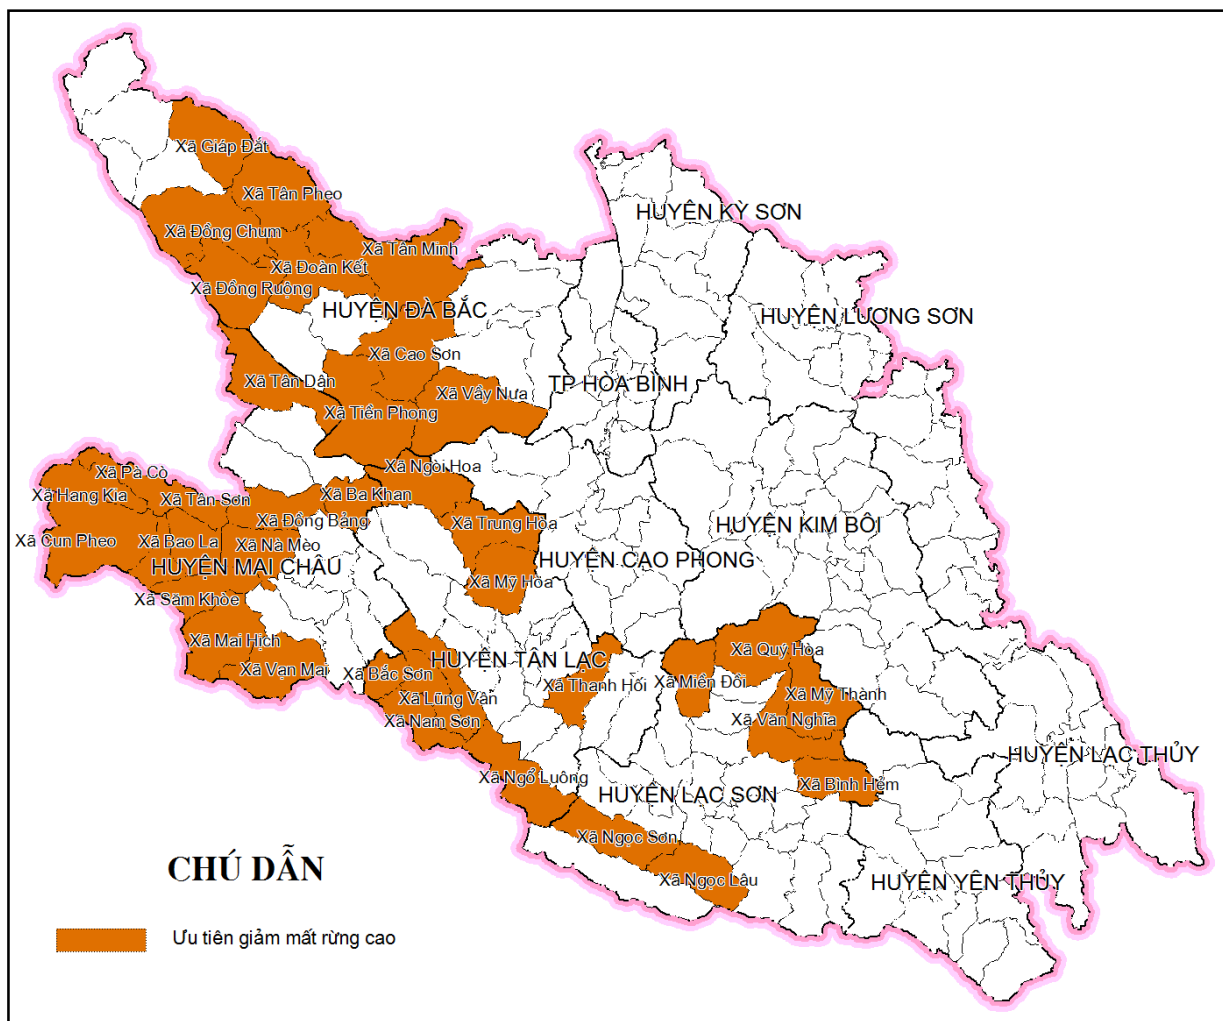 Xã Giáp Đắt
Xã Tân Pheo
HUYỆN KỲ SƠN
Xã Đồng Chum
Xã Tân Minh
Xã Đoàn Kết
Xã Đồng Ruộng
HUYỆN ĐÀ BẮC
HUYỆN LƯƠNG SƠN
Xã Cao Sơn
Xã Tân Dân
TP HÒA BÌNH
Xã Vầy Nưa
Xã Tiền Phong
Xã Ngòi Hoa
Xã Pà Cò
Xã Hang Kia
Xã Tân Sơn
Xã Ba Khan
Xã Đồng Bảng
Xã Trung Hòa
HUYỆN KIM BÔI
Xã Cun Pheo
Xã Bao La
Xã Nà Mèo
HUYỆN MAI CHÂU
HUYỆN CAO PHONG
Xã Mỹ Hòa
Xã Săm Khòe
Xã Mai Hịch
Xã Quý Hòa
HUYỆN TÂN LẠC
Xã Vạn Mai
Xã Bắc Sơn
Xã Thanh Hối
Xã Miền Đồi
Xã Lũng Vân
Xã Mỹ Thành
Xã Nam Sơn
Xã Văn Nghĩa
HUYỆN LẠC THỦY
Xã Ngổ Luông
Xã Bình Hẻm
HUYỆN LẠC SƠN
Xã Ngọc Sơn
Xã Ngọc Lâu
HUYỆN YÊN THỦY
CHÚ DẪN
Ưu tiên giảm mất rừng cao